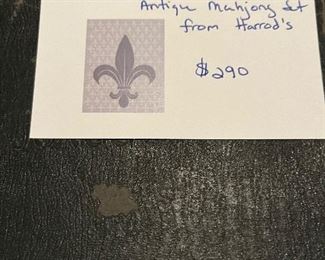 Antique Mahjong Set
from Harrod's
$290